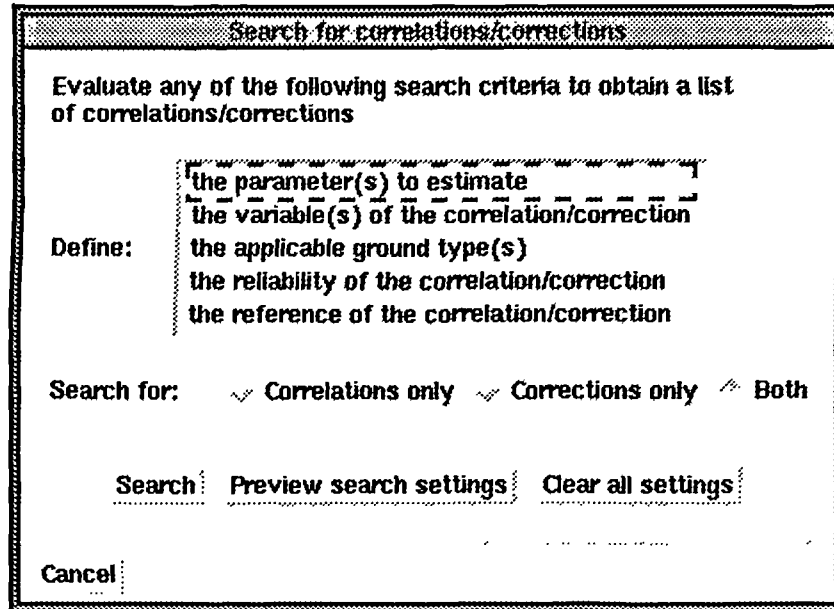 Search for correlations/corrections
Evaluate any of the following search criteria to obtain a list
of correlations/corrections
the parameter(s) to estimate
the variable(s) of the correlation/correction
Define: the applicable ground type(s)
the reliability of the correlation/correction
the reference of the correlation/correction
Search for: Correlations only Corrections only Both
Search Preview search settings Clear all settings
Cancel